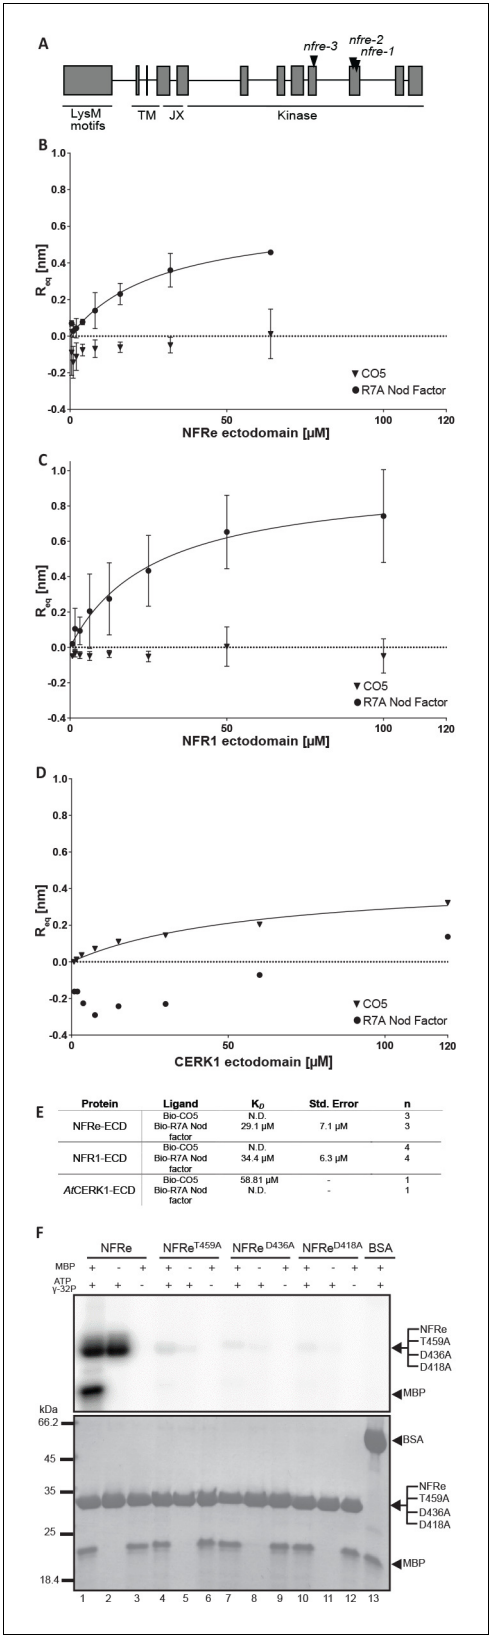 A
nfre-3
nfre-2
nfre-1
LysM motifs
TM
JX
Kinase
B
1.0
0.8
0.6
0.4
0.2
0.0
-0.2
-0.4
Req [nm]
CO5
R7A Nod Factor
0 50 100 120
NFRe ectodomain [µM]
C
1.0
0.8
0.6
0.4
0.2
0.0
-0.2
-0.4
Req [nm]
CO5
R7A Nod Factor
0 50 100 120
NFR1 ectodomain [µM]
D
1.0
0.8
0.6
0.4
0.2
0.0
-0.2
-0.4
Req [nm]
CO5
R7A Nod Factor
0 50 100 120
CERK1 ectodomain [µM]
E
Protein Ligand KD Std. Error n
NFRe-ECD
Bio-CO5 N.D. 3
Bio-R7A Nod factor 29.1 µM 7.1 µM 3
NFR1-ECD
Bio-CO5 N.D. 4
Bio-R7A Nod factor 34.4 µM 6.3 µM 4
AtCERK1-ECD
Bio-CO5 58.81 µM - 1
Bio-R7A Nod factor N.D. - 1
F
NFRe NFReT459A NFReD436A NFReD418A BSA
MBP + - + + - + + - + + - + +
ATP γ-32P + + - + + - + + - + + - +
NFRe
T459A
D436A
D418A
MBP
kDa
66.2
45
35
25
18.4
BSA
NFRe
T459A
D436A
D418A
MBP
1 2 3 4 5 6 7 8 9 10 11 12 13